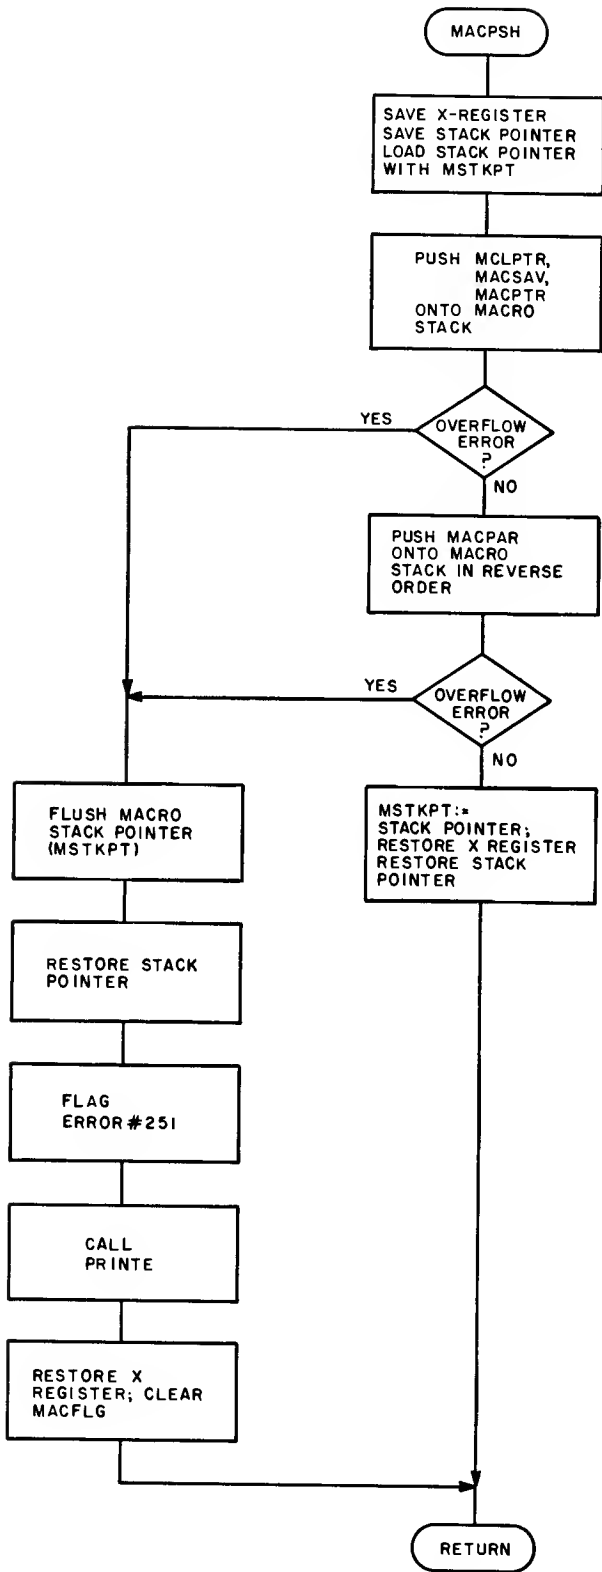 MACPSH
SAVE X-REGISTER
SAVE STACK POINTER
LOAD STACK POINTER
WITH MSTKPT
PUSH MCLPTR,
MACSAV,
MACPTR
ONTO MACRO
STACK
YES
OVERFLOW
ERROR
?
NO
PUSH MACPAR
ONTO MACRO
STACK IN REVERSE
ORDER
YES
OVERFLOW
ERROR
?
NO
FLUSH MACRO
STACK POINTER
(MSTKPT)
MSTKPT:=
STACK POINTER;
RESTORE X REGISTER
RESTORE STACK
POINTER
RESTORE STACK
POINTER
FLAG
ERROR #251
CALL
PRINTE
RESTORE X
REGISTER; CLEAR
MACFLG
RETURN